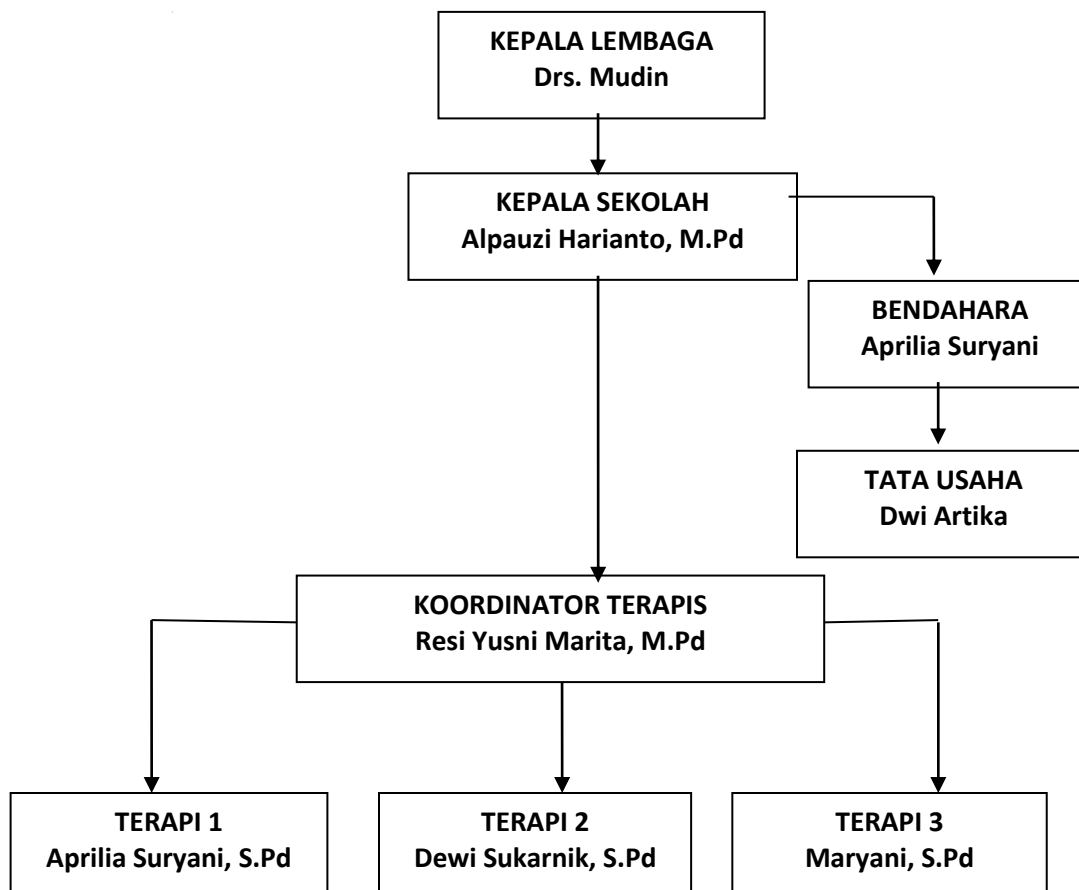 KEPALA LEMBAGA
Drs. Mudin
KEPALA SEKOLAH
Alpauzi Harianto, M.Pd
BENDAHARA
Aprilia Suryani
TATA USAHA
Dwi Artika
KOORDINATOR TERAPIS
Resi Yusni Marita, M.Pd
TERAPI 1
Aprilia Suryani, S.Pd
TERAPI 2
Dewi Sukarnik, S.Pd
TERAPI 3
Maryani, S.Pd